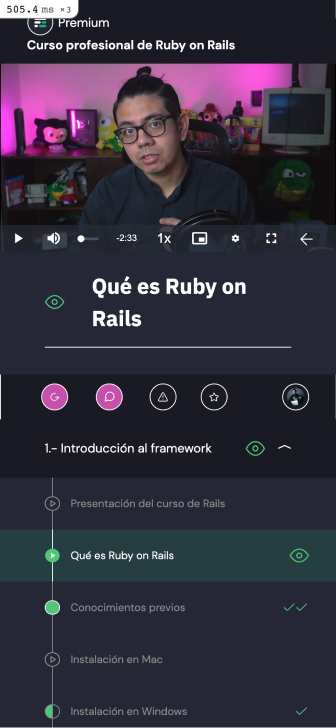 505.4 ms ×3
Premium
Curso profesional de Ruby on Rails
-2:33
1x
Qué es Ruby on
Rails
1.- Introducción al framework
Presentación del curso de Rails
Qué es Ruby on Rails
Conocimientos previos
Instalación en Mac
Instalación en Windows